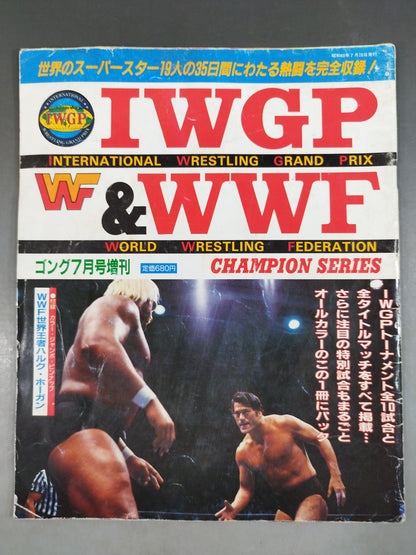 昭和60年7月20日発行
世界のスーパースター19人の35日間にわたる熱闘を完全収録!
INTERNATIONAL
IWGP
WRESTLING GRAND PRIX
IWGP
INTERNATIONAL WRESTLING GRAND PRIX
WF
&WWF
WORLD WRESTLING FEDERATION
ゴング7月号増刊
定価680円
CHAMPION SERIES
IWGPトーナメント全10試合と
全タイトルマッチをすべて掲載…
さらに注目の特別試合もまるごと
オールカラーのこの1冊にパック
WWF世界王者ハルク・ホーガン